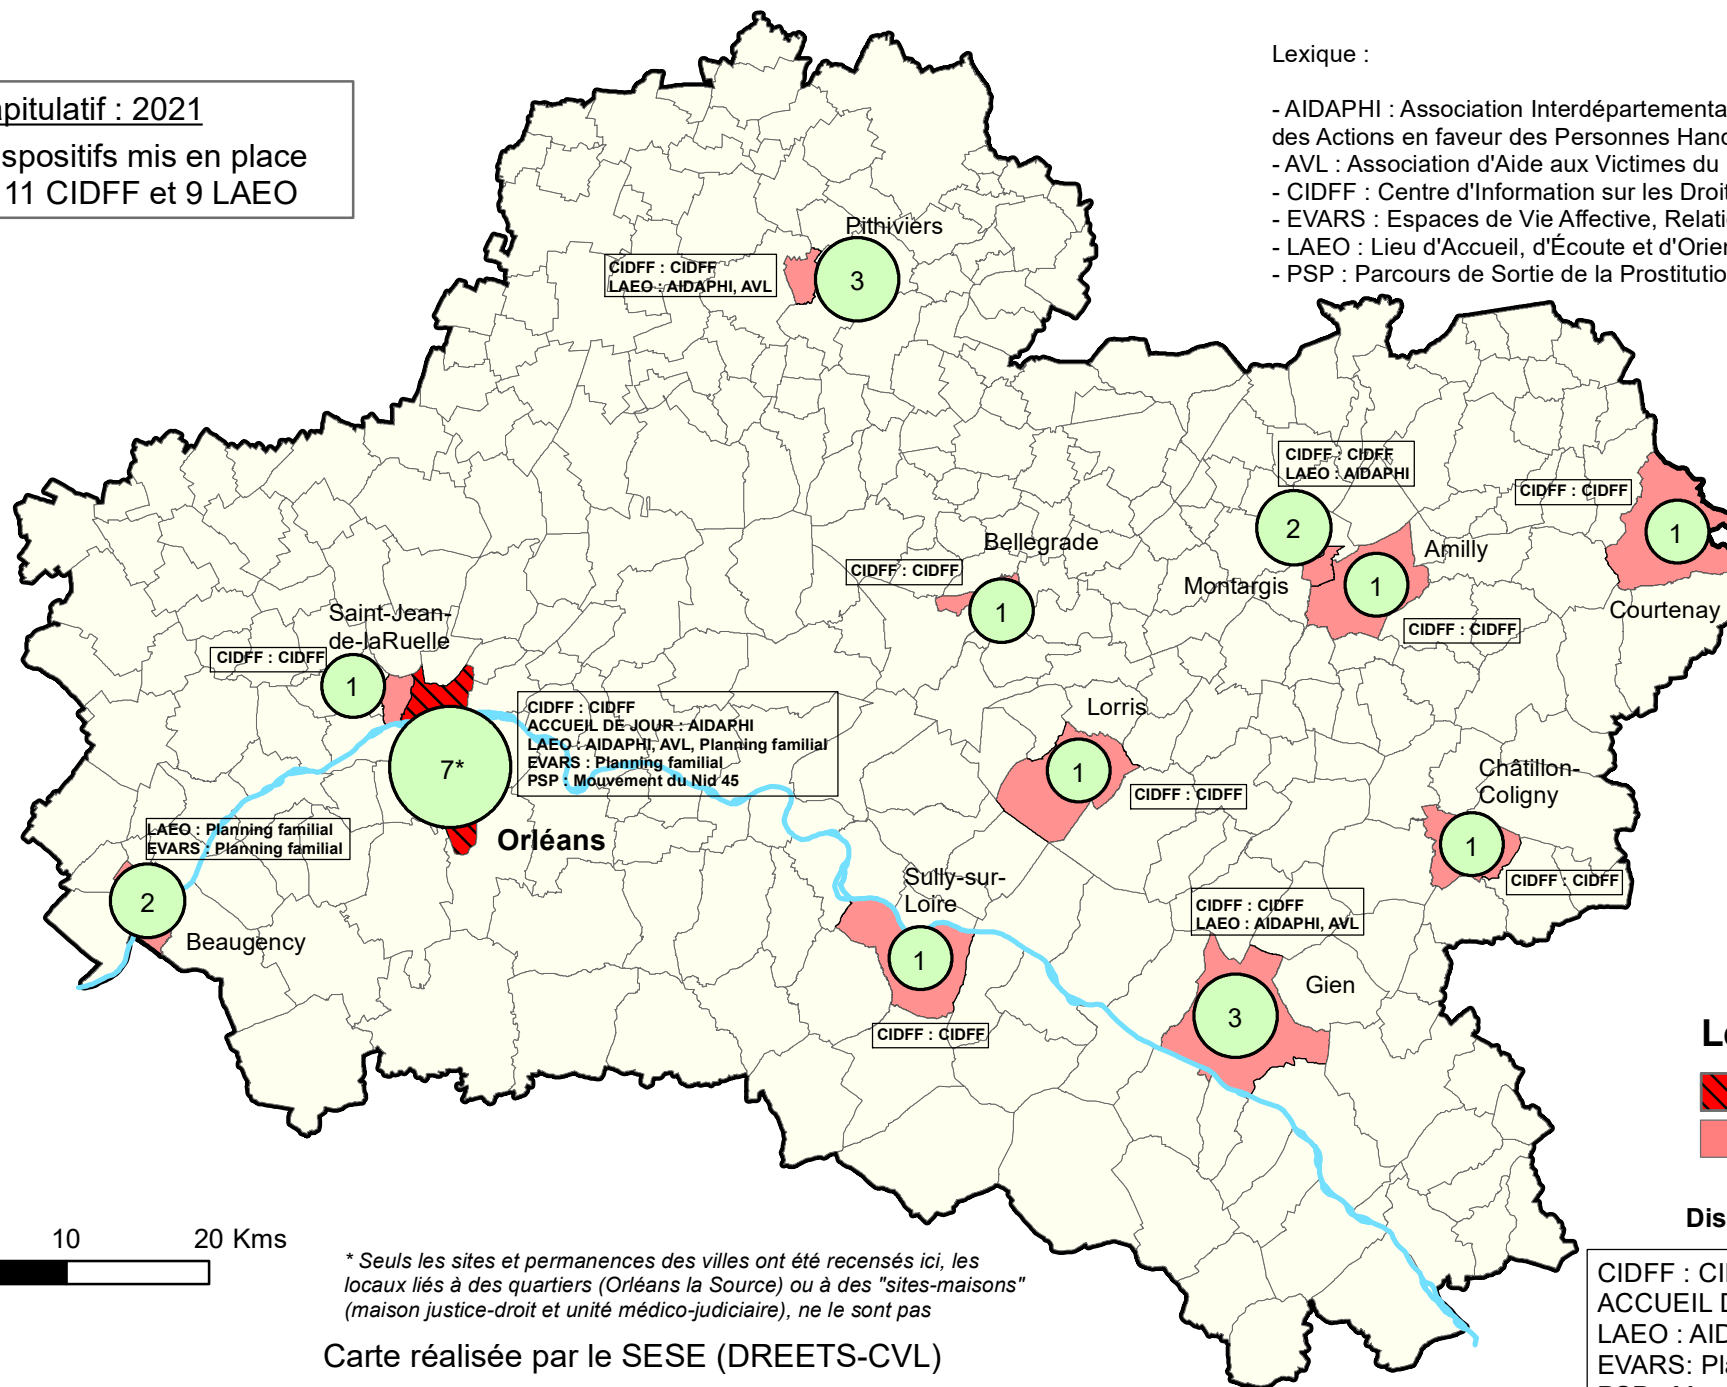 apitulatif : 2021
spositifs mis en place
11 CIDFF et 9 LAEO
Lexique :
- AIDAPHI : Association Interdépartementa
des Actions en faveur des Personnes Hand
- AVL : Association d'Aide aux Victimes du
- CIDFF : Centre d'Information sur les Droit
- EVARS : Espaces de Vie Affective, Relati
- LAEO : Lieu d'Accueil, d'Écoute et d'Orien
- PSP : Parcours de Sortie de la Prostitutio
Pithiviers
CIDFF : CIDFF
LAEO : AIDAPHI, AVL
3
CIDFF : CIDFF
LAEO : AIDAPHI
2
Montargis
CIDFF : CIDFF
1
Courtenay
Amilly
1
CIDFF : CIDFF
Bellegrade
CIDFF : CIDFF
1
Saint-Jean-
de-laRuelle
CIDFF : CIDFF
1
CIDFF : CIDFF
ACCUEIL DE JOUR : AIDAPHI
LAEO : AIDAPHI, AVL, Planning familial
EVARS : Planning familial
PSP : Mouvement du Nid 45
7*
Orléans
Lorris
1
CIDFF : CIDFF
Châtillon-
Coligny
1
CIDFF : CIDFF
LAEO : Planning familial
EVARS : Planning familial
2
Beaugency
Sully-sur-
Loire
1
CIDFF : CIDFF
CIDFF : CIDFF
LAEO : AIDAPHI, AVL
Gien
3
10
20 Kms
* Seuls les sites et permanences des villes ont été recensés ici, les
locaux liés à des quartiers (Orléans la Source) ou à des "sites-maisons"
(maison justice-droit et unité médico-judiciaire), ne le sont pas
Carte réalisée par le SESE (DREETS-CVL)
Le
Dis
CIDFF : CI
ACCUEIL D
LAEO : AID
EVARS: Pla